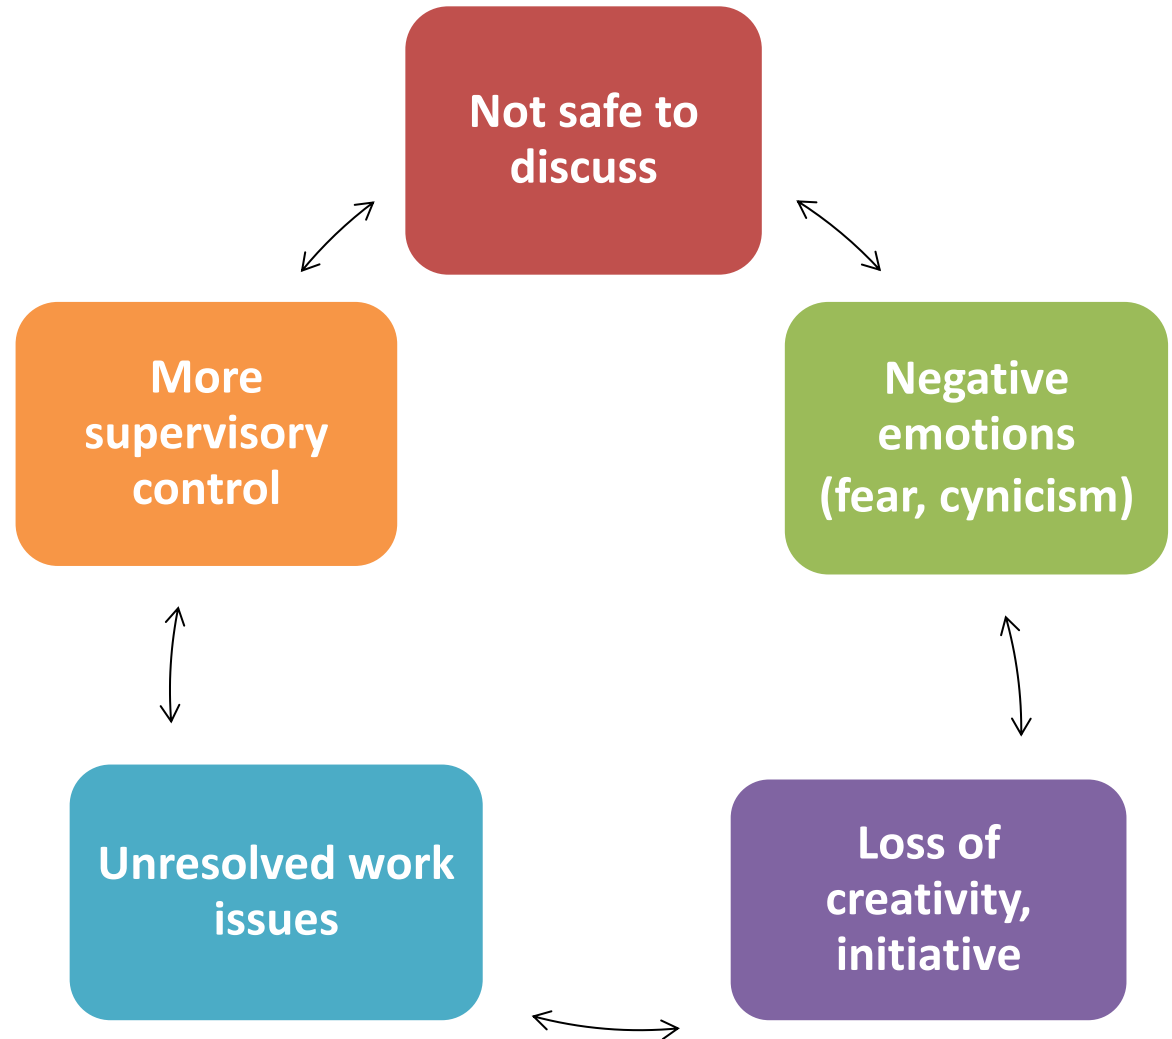 Not safe to
discuss
Negative
emotions
(fear, cynicism)
Loss of
creativity,
initiative
Unresolved work
issues
More
supervisory
control